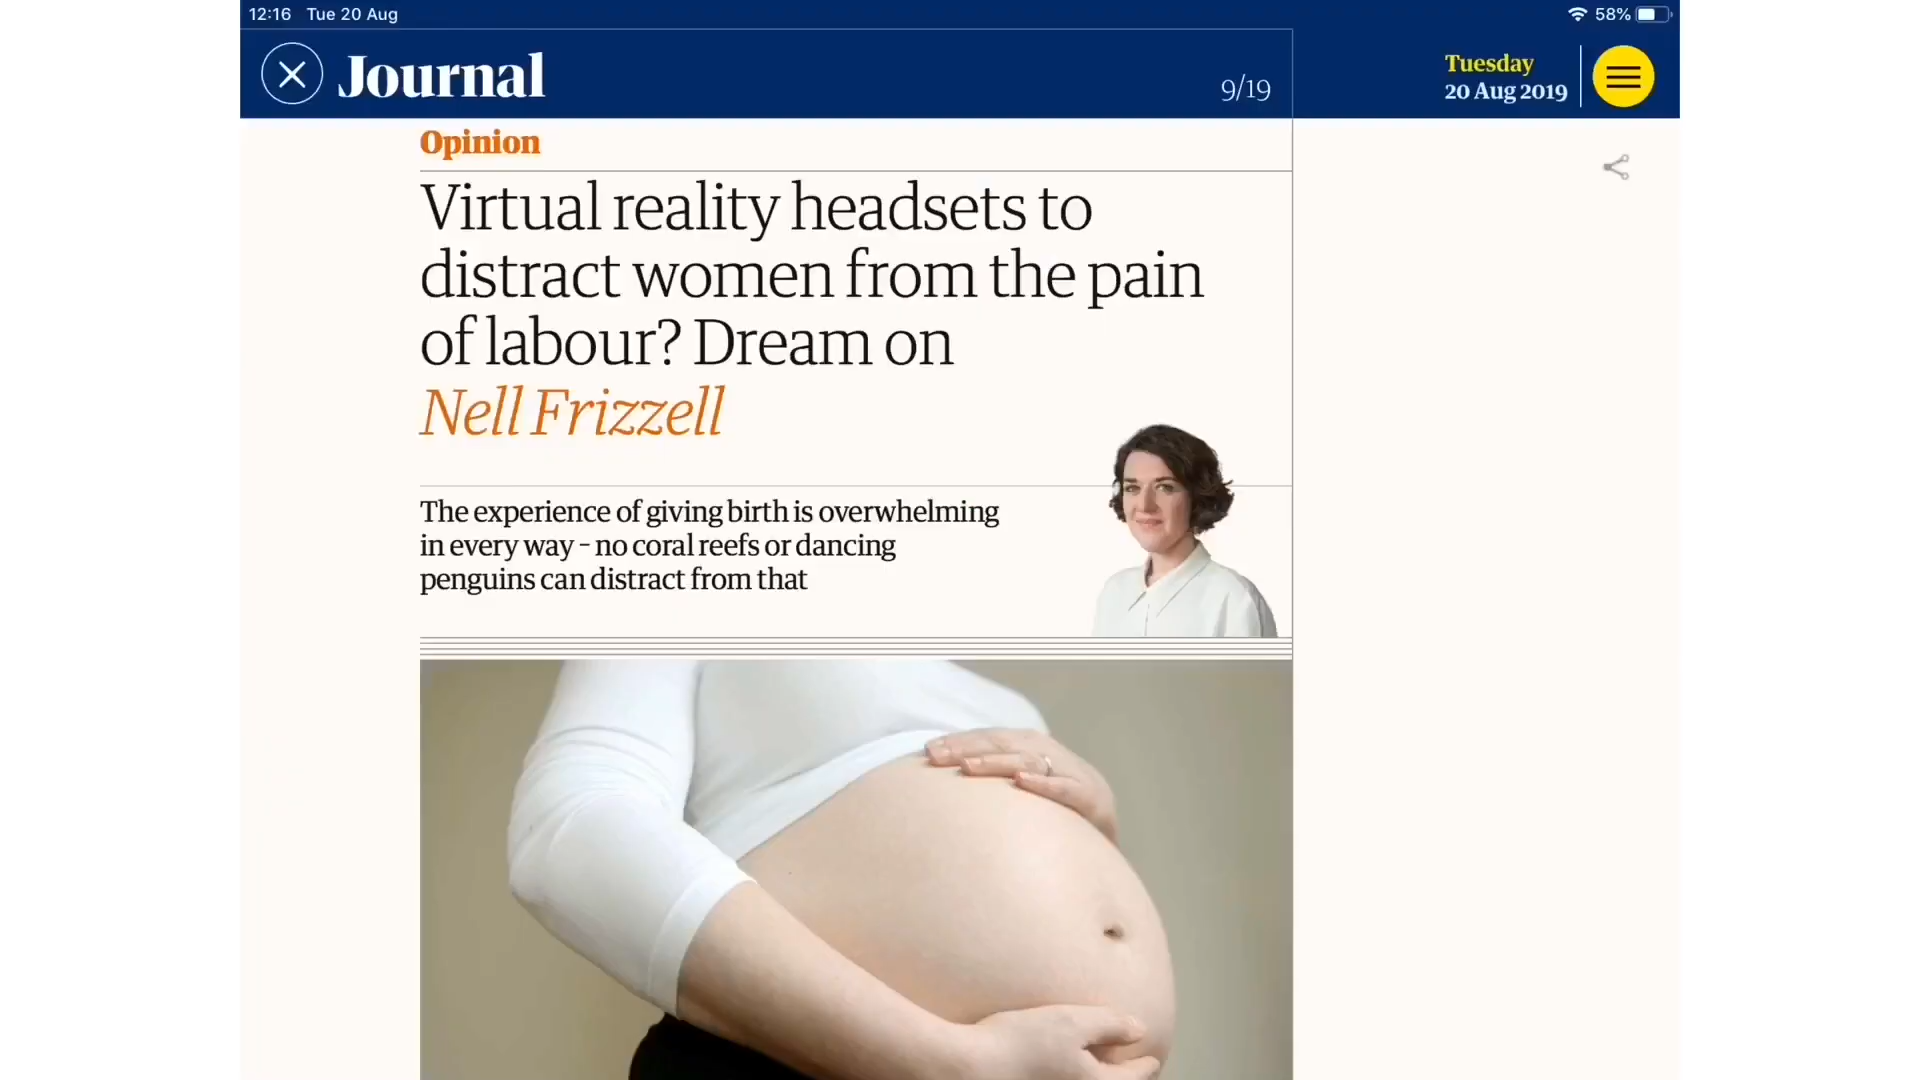 12:16 Tue 20 Aug
58%
Journal
9/19
Tuesday
20 Aug 2019
Opinion
Virtual reality headsets to
distract women from the pain
of labour? Dream on
Nell Frizzell
The experience of giving birth is overwhelming
in every way – no coral reefs or dancing
penguins can distract from that